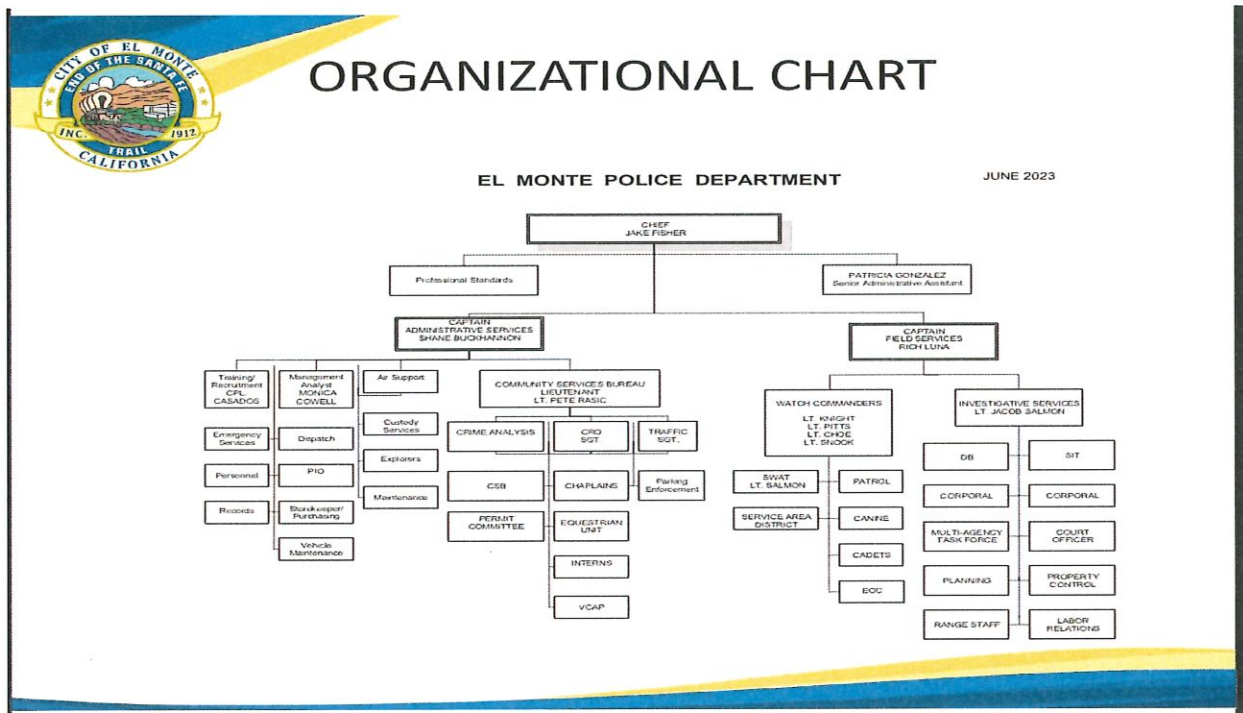 CITY OF EL MONTE
END OF THE SANTA FE
TRAIL
INC. 1912
CALIFORNIA
ORGANIZATIONAL CHART
EL MONTE POLICE DEPARTMENT
JUNE 2023
CHIEF
JAKE FISHER
Professional Standards
PATRICIA GONZALEZ
Senior Administrative Assistant
CAPTAIN
ADMINISTRATIVE SERVICES
SHANE BUCKHANNON
CAPTAIN
FIELD SERVICES
RICH LUNA
Training/
Recruitment
CPL.
CASADOS
Management
Analyst
MONICA
COWELL
Air Support
COMMUNITY SERVICES BUREAU
LIEUTENANT
LT. PETE RASIC
WATCH COMMANDERS
LT. KNIGHT
LT. PITTS
LT. CHOE
LT. SNOOK
INVESTIGATIVE SERVICES
LT. JACOB SALMON
Emergency
Services
Personnel
Records
Dispatch
PIO
Storekeeper/
Purchasing
Vehicle
Maintenance
Custody
Services
Explorers
Maintenance
CRIME ANALYSIS
CRO
SGT.
TRAFFIC
SGT.
CSB
CHAPLAINS
Parking
Enforcement
PERMIT
COMMITTEE
EQUESTRIAN
UNIT
INTERNS
VCAP
SWAT
LT. SALMON
PATROL
SERVICE AREA
DISTRICT
CANINE
CADETS
EOC
DB
SIT
CORPORAL
CORPORAL
MULTI-AGENCY
TASK FORCE
COURT
OFFICER
PLANNING
PROPERTY
CONTROL
RANGE STAFF
LABOR
RELATIONS